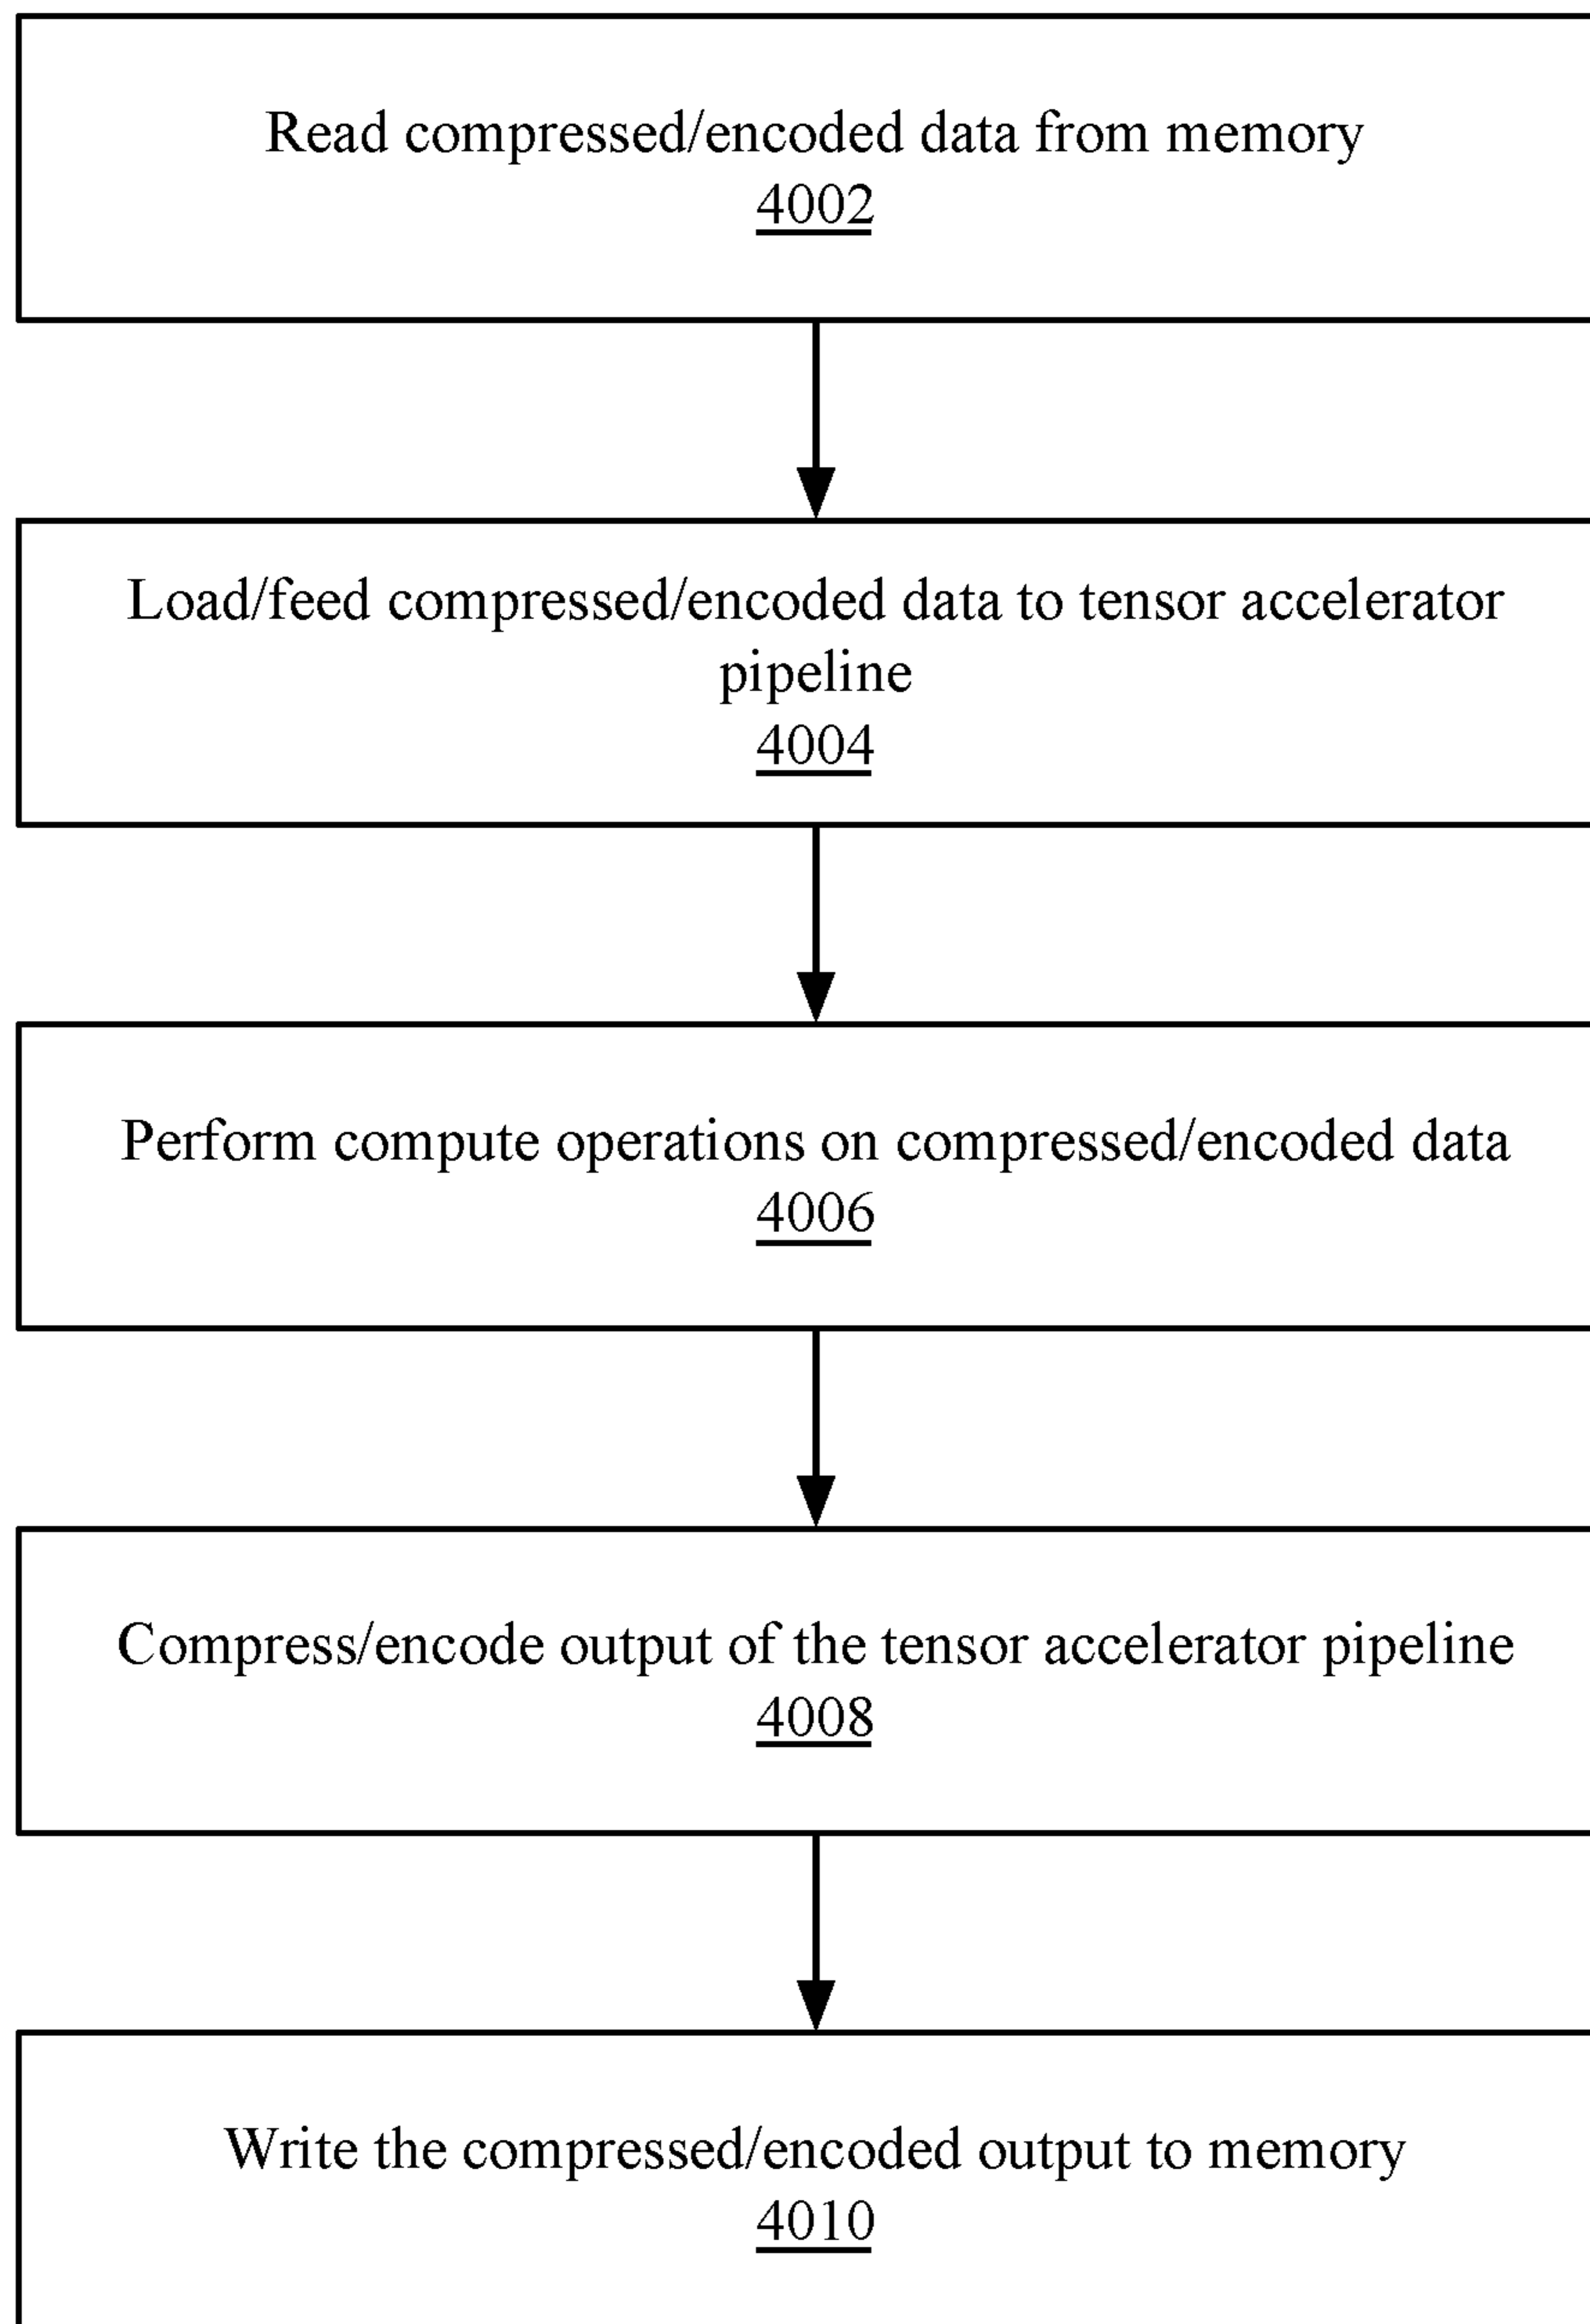 Read compressed/encoded data from memory
4002
Load/feed compressed/encoded data to tensor accelerator
pipeline
4004
Perform compute operations on compressed/encoded data
4006
Compress/encode output of the tensor accelerator pipeline
4008
Write the compressed/encoded output to memory
4010